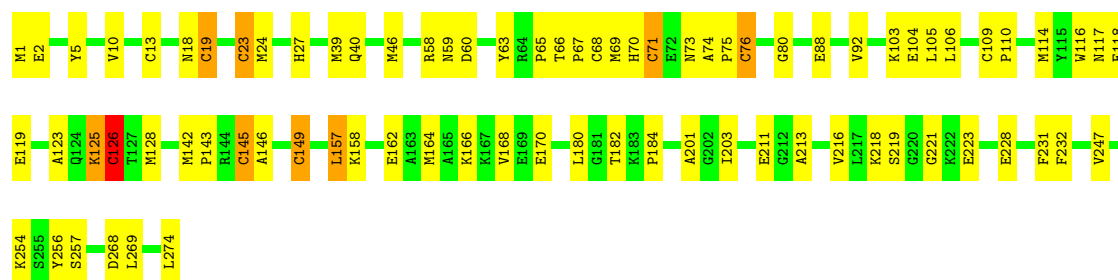 M1 E2 Y5 V10 C13 N18 C19 C23 M24 H27 M39 Q40 M46 R58 N59 D60 Y63 R64 P65 T66 P67 C68 M69 H70 C71 E72 N73 A74 P75 C76 G80 E88 V92 K103 E104 L105 L106 C109 P110 M114 Y115 W116 N117 E118
E119 A123 Q124 K125 C126 T127 M128 M142 P143 R144 C145 A146 C149 L157 K158 E162 A163 M164 A165 K166 K167 V168 E169 E170 L180 G181 T182 K183 P184 A201 G202 I203 E211 G212 A213 V216 L217 K218 S219 G220 G221 K222 E223 E228 F231 F232 V247
K254 S255 Y256 S257 D268 L269 L274